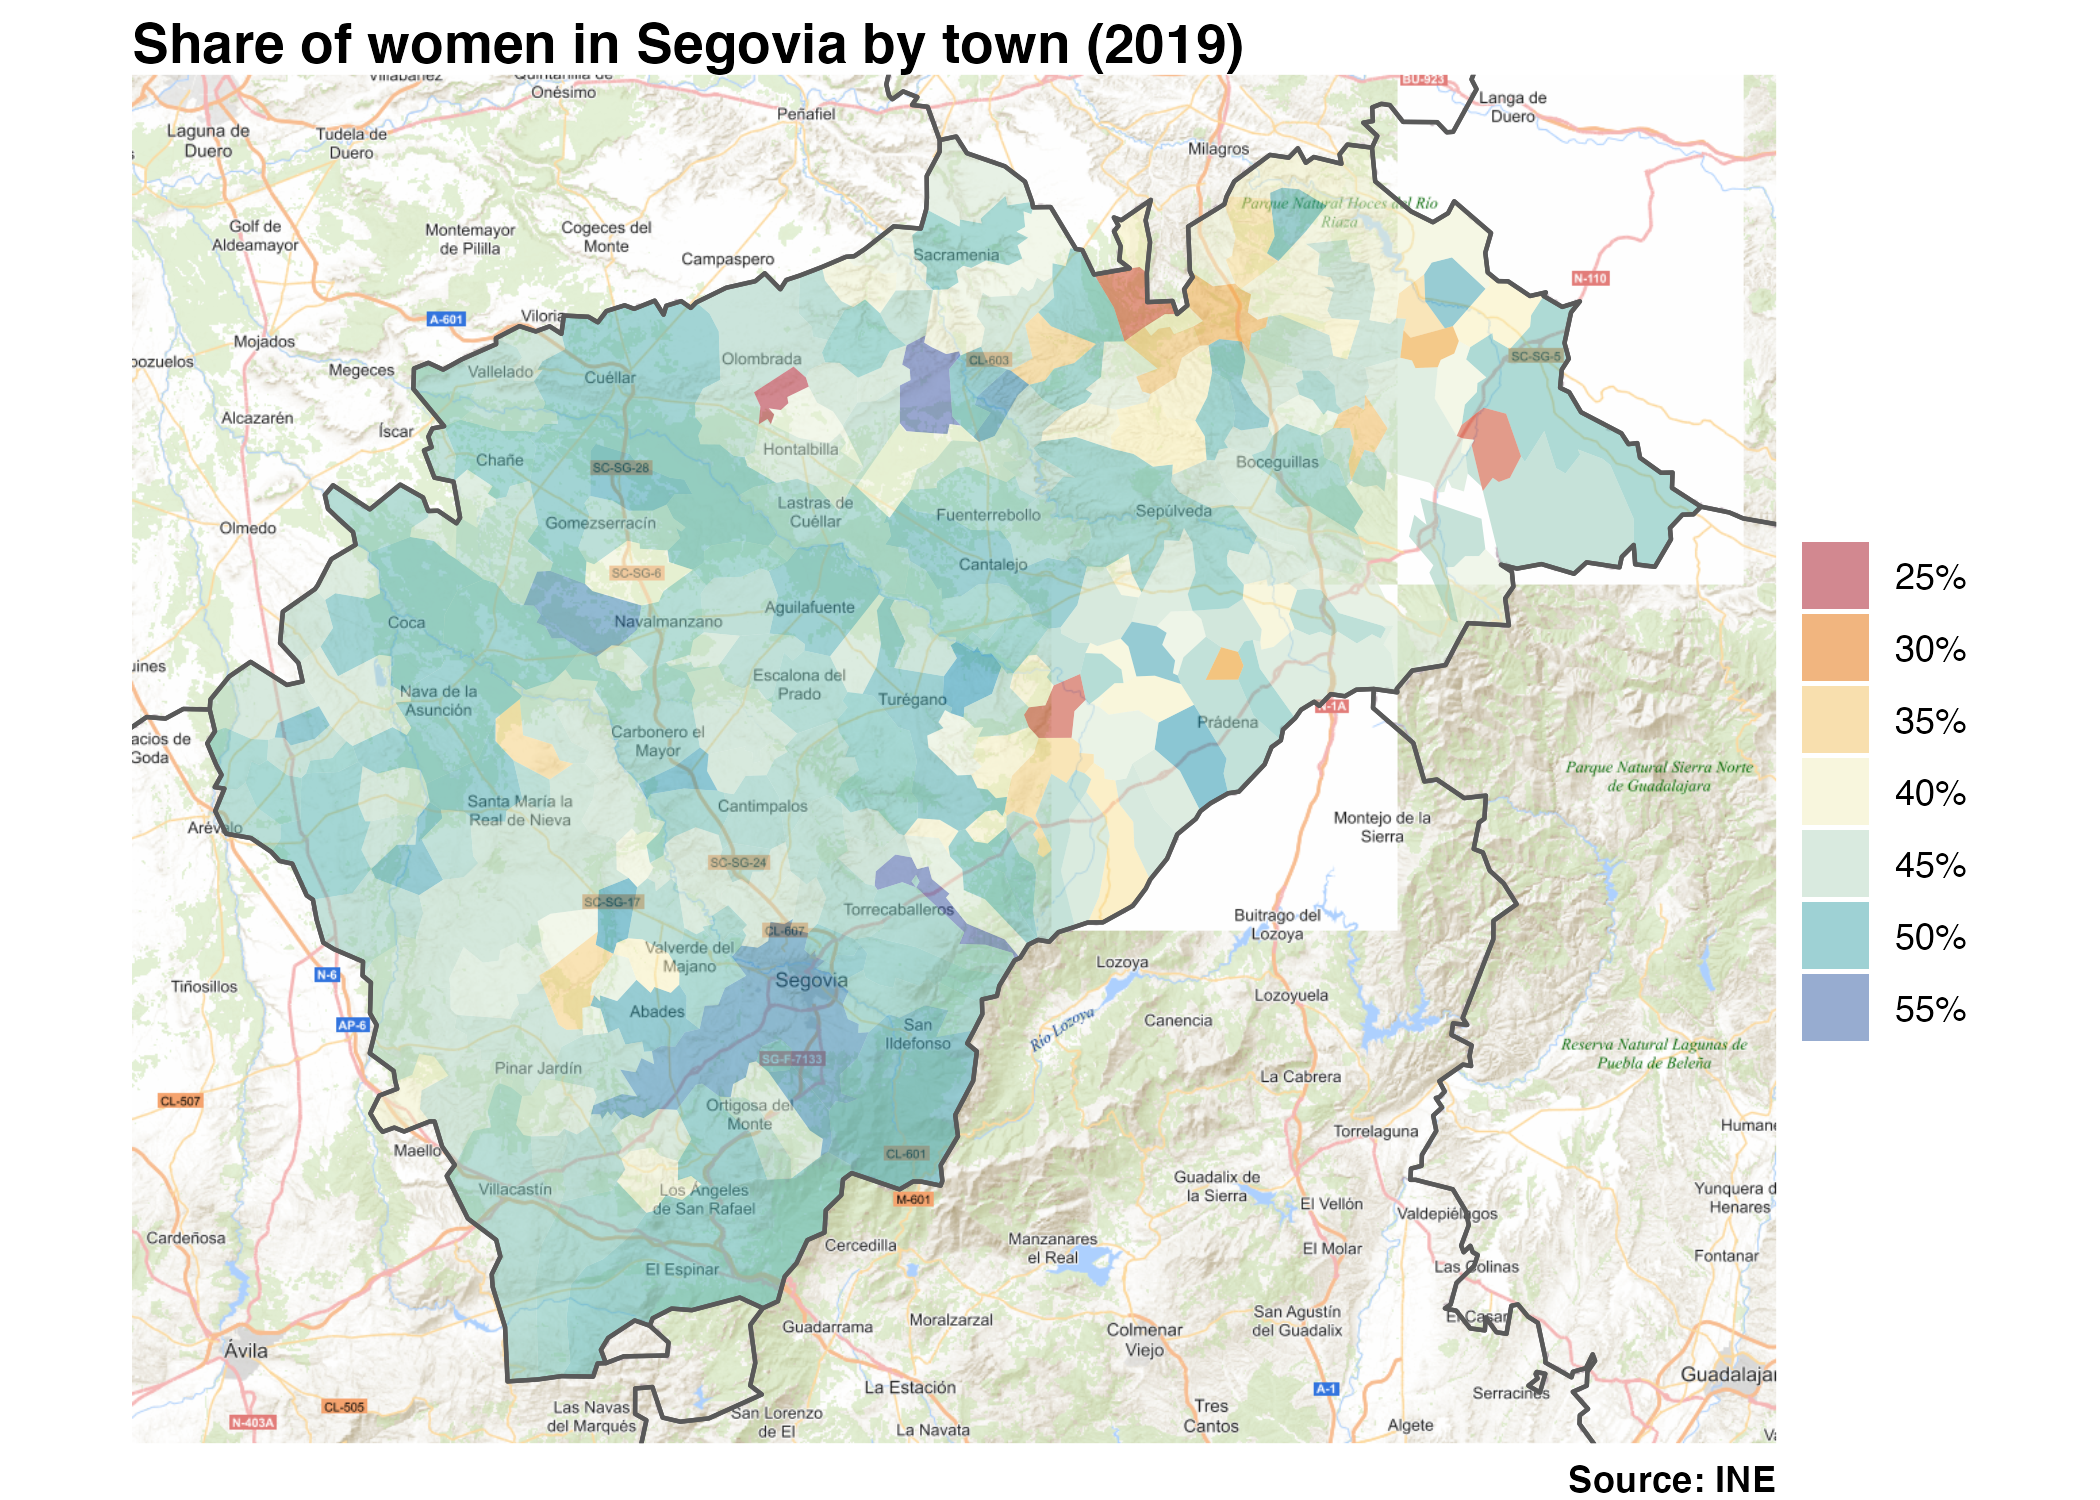 Share of women in Segovia by town (2019)
Onésimo
Peñafiel
BU-923
Langa de
Duero
Laguna de
Duero
Tudela de
Duero
Milagros
Golf de
Aldeamayor
Montemayor
de Pililla
Cogeces del
Monte
Campaspero
Sacramenia
Parque Natural Hoces del Río
Riaza
N-110
A-601
Viloria
Mojados
Megeces
Vallelado
Cuéllar
Olombrada
CL-603
SC-SG-5
Alcazarén
Íscar
Chañe
SC-SG-28
Hontalbilla
Boceguillas
Olmedo
Gomezserracín
Lastras de
Cuéllar
Fuenterrebollo
Sepúlveda
SC-SG-6
Cantalejo
Coca
Navalmanzano
Aguilafuente
Nava de la
Asunción
Escalona del
Prado
Turégano
Carbonero el
Mayor
Prádena
N-1A
acios de
Goda
Arévalo
Santa María la
Real de Nieva
Cantimpalos
Montejo de la
Sierra
Parque Natural Sierra Norte
de Guadalajara
SC-SG-24
SC-SG-17
Torrecaballeros
CL-607
Buitrago del
Lozoya
Valverde del
Majano
Segovia
Lozoya
N-6
Tiñosillos
Abades
Lozoyuela
AP-6
San
Ildefonso
Río Lozoya
Canencia
SG-F-7133
Pinar Jardín
Reserva Natural Lagunas de
Puebla de Beleña
La Cabrera
CL-507
Ortigosa del
Monte
Torrelaguna
Maello
CL-601
Villacastín
Los Angeles
de San Rafael
M-601
Guadalix de
la Sierra
El Vellón
Valdepiélagos
Yunquera d
Henares
Cardeñosa
Cercedilla
Manzanares
el Real
El Molar
Fontanar
El Espinar
Las Colinas
Guadarrama
Moralzarzal
Colmenar
Viejo
San Agustín
del Guadalix
El Casar
Ávila
Guadalajar
La Estación
A-1
Serracines
CL-505
N-403A
Las Navas
del Marqués
San Lorenzo
de El
La Navata
Tres
Cantos
Algete
25%
30%
35%
40%
45%
50%
55%
Source: INE